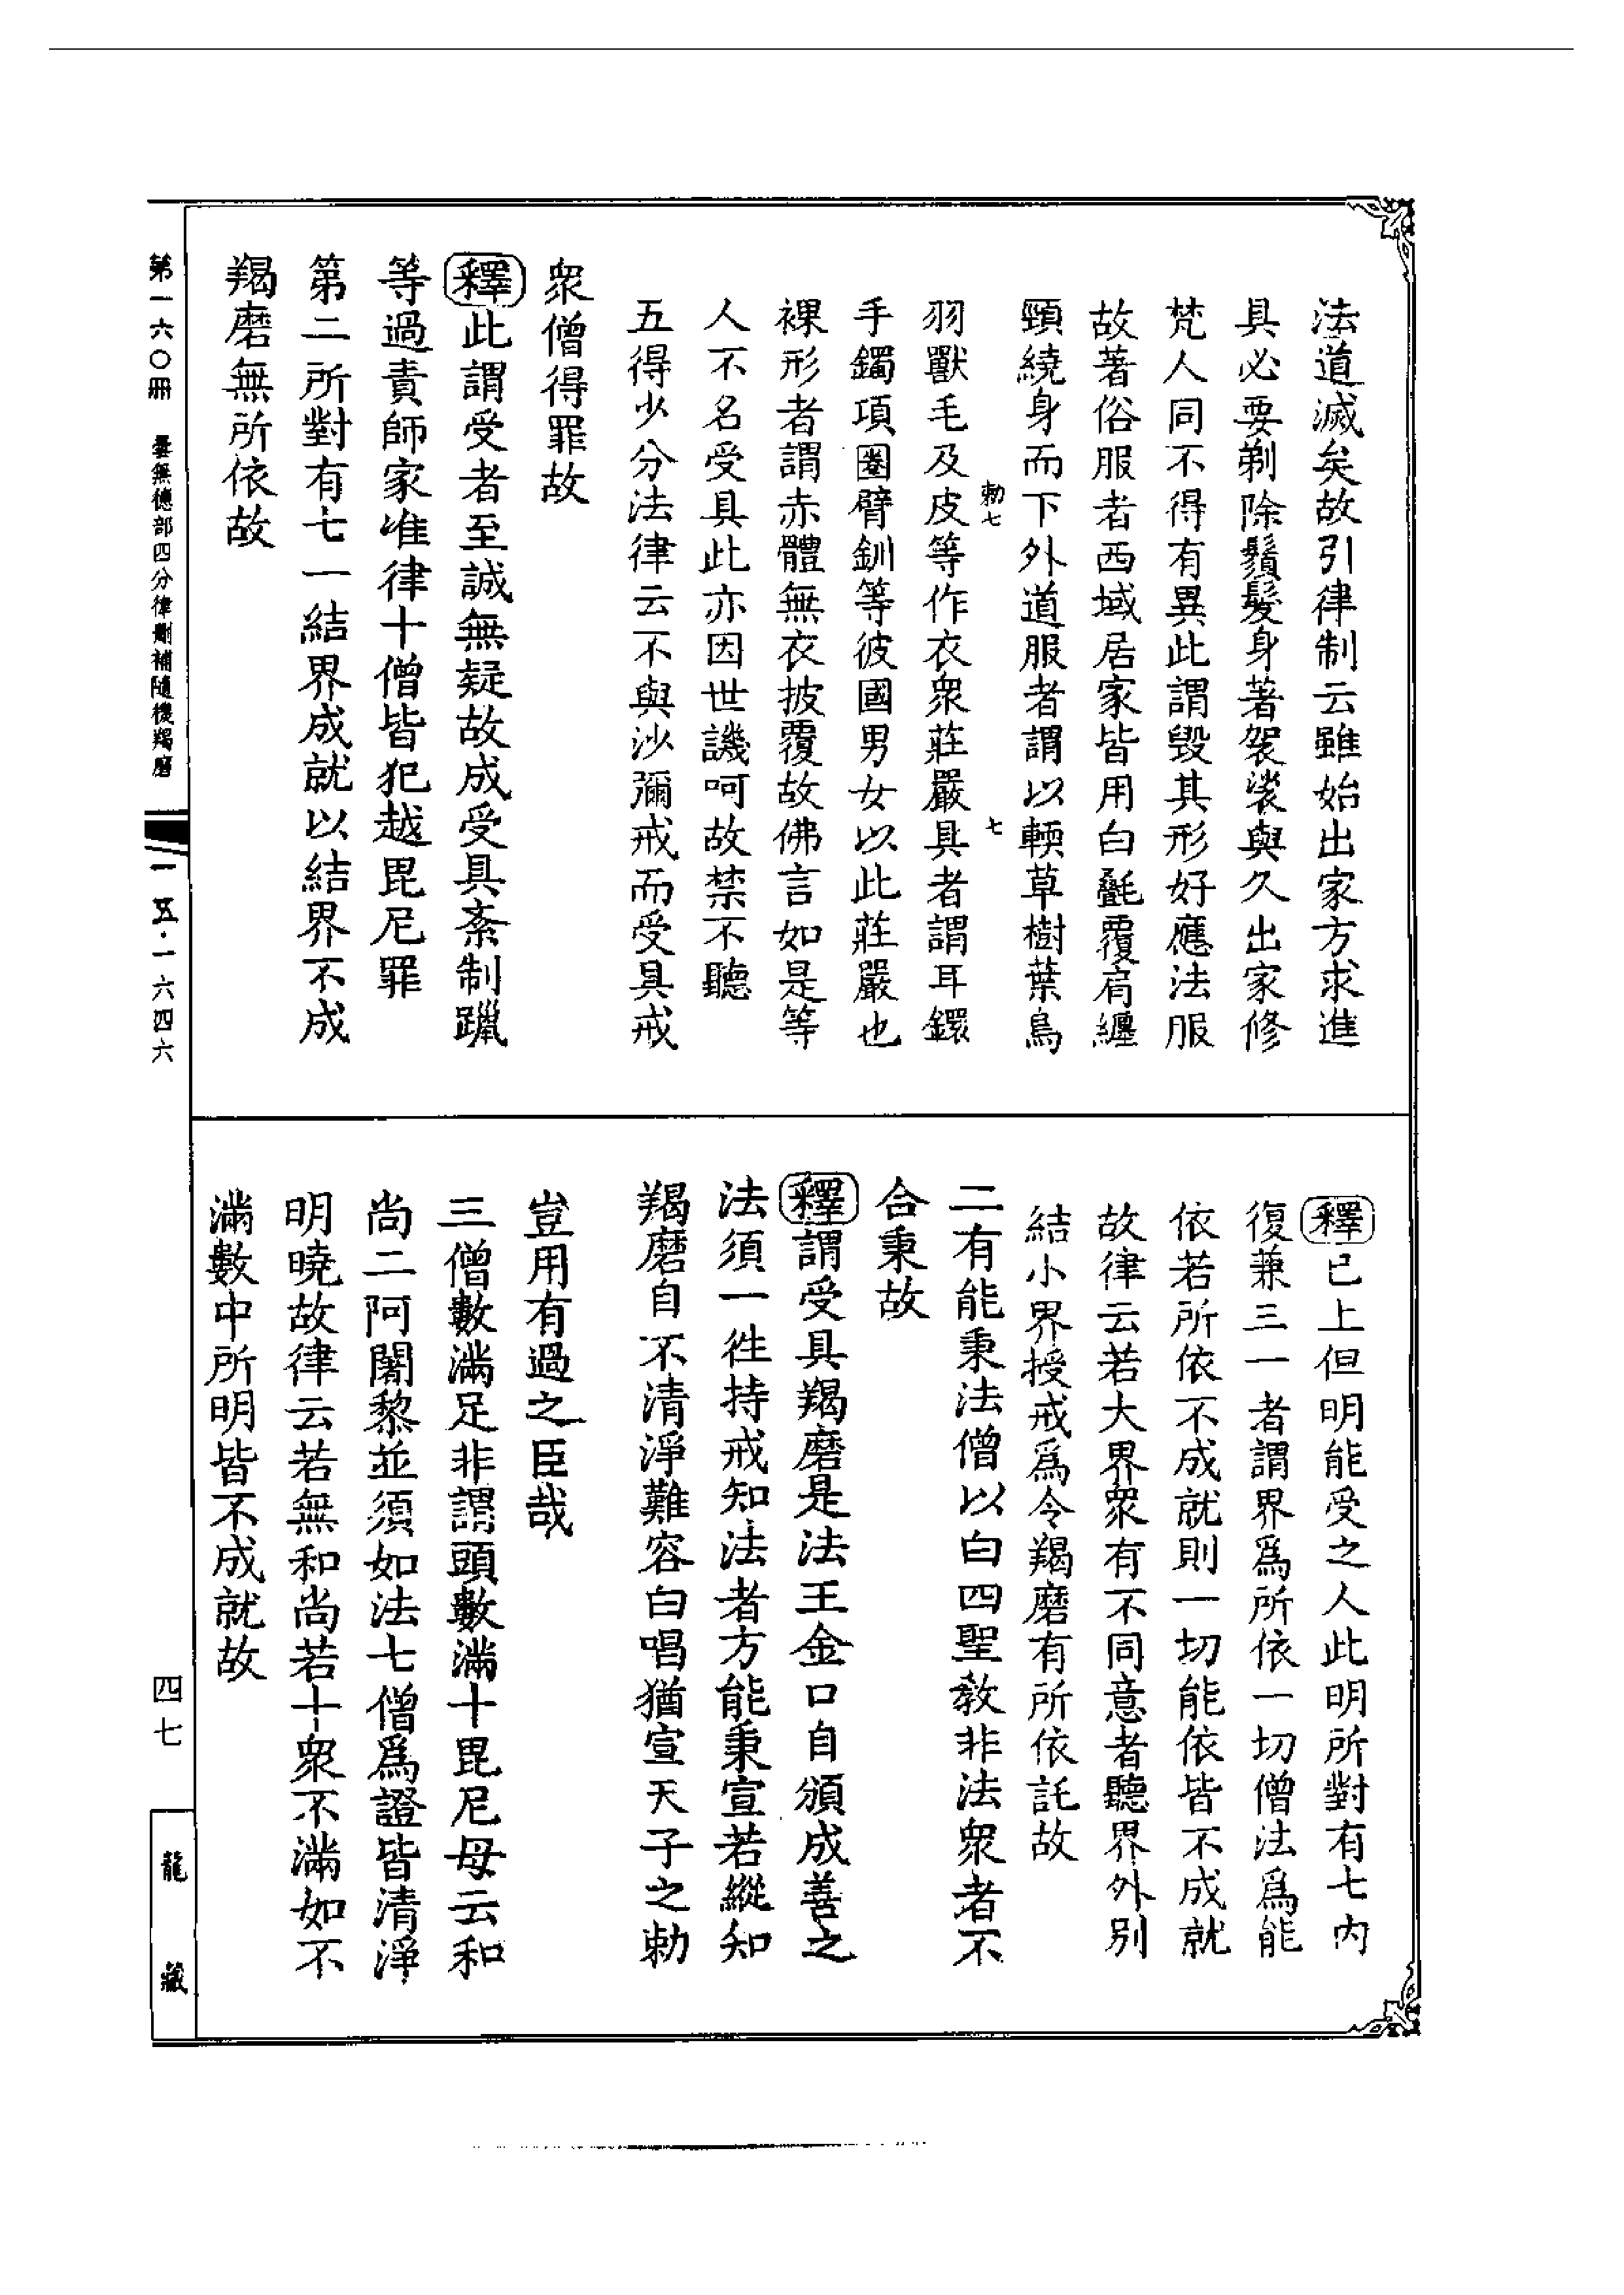 法道滅矣故引律制云雖始出家方求進
具必要剃除鬚髮身著袈裟與久出家修
梵人同不得有異此謂毀其形好應法服
故著俗服者西域居家皆用白㲲覆肩纏
頸繞身而下外道服者謂以輭草樹葉鳥
勅七
七
羽獸毛及皮等作衣衆莊嚴具者謂耳鐶
手鐲項圈臂釧等彼國男女以此莊嚴也
裸形者謂赤體無衣披覆故佛言如是等
人不名受具此亦因世譏呵故禁不聽
五得少分法律云不與沙彌戒而受具戒
衆僧得罪故
釋此謂受者至誠無疑故成受具紊制躐
等過責師家准律十僧皆犯越毘尼罪
第二所對有七一結界成就以結界不成
羯磨無所依故
釋已上但明能受之人此明所對有七內
復兼三一者謂界爲所依一切僧法爲能
依若所依不成就則一切能依皆不成就
故律云若大界衆有不同意者聽界外別
結小界授戒爲令羯磨有所依託故
二有能秉法僧以白四聖教非法衆者不
合秉故
釋謂受具羯磨是法王金口自頒成善之
法須一徃持戒知法者方能秉宣若縱知
羯磨自不清淨難容白唱猶宣天子之勅
豈用有過之臣哉
三僧數滿足非謂頭數滿十毘尼母云和
尚二阿闍黎並須如法七僧爲證皆清淨
明曉故律云若無和尚若十衆不滿如不
滿數中所明皆不成就故
第一六〇冊 曇無德部四分律刪補隨機羯磨
一一五·一六四六
四七
龍藏